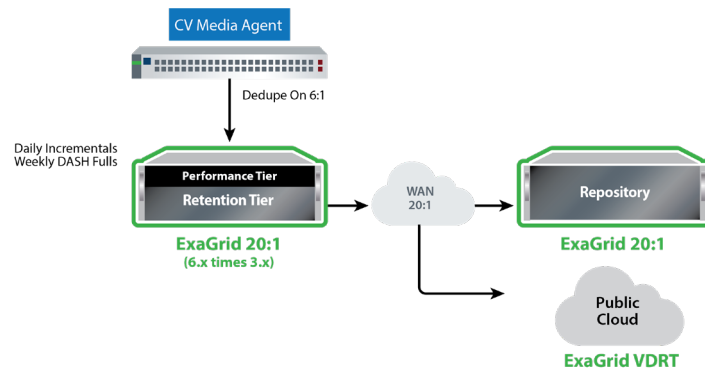 CV Media Agent
Dedupe On 6:1
Daily Incrementals
Weekly DASH Fulls
Performance Tier
Retention Tier
ExaGrid 20:1
(6.x times 3.x)
WAN
20:1
Repository
ExaGrid 20:1
Public
Cloud
ExaGrid VDRT